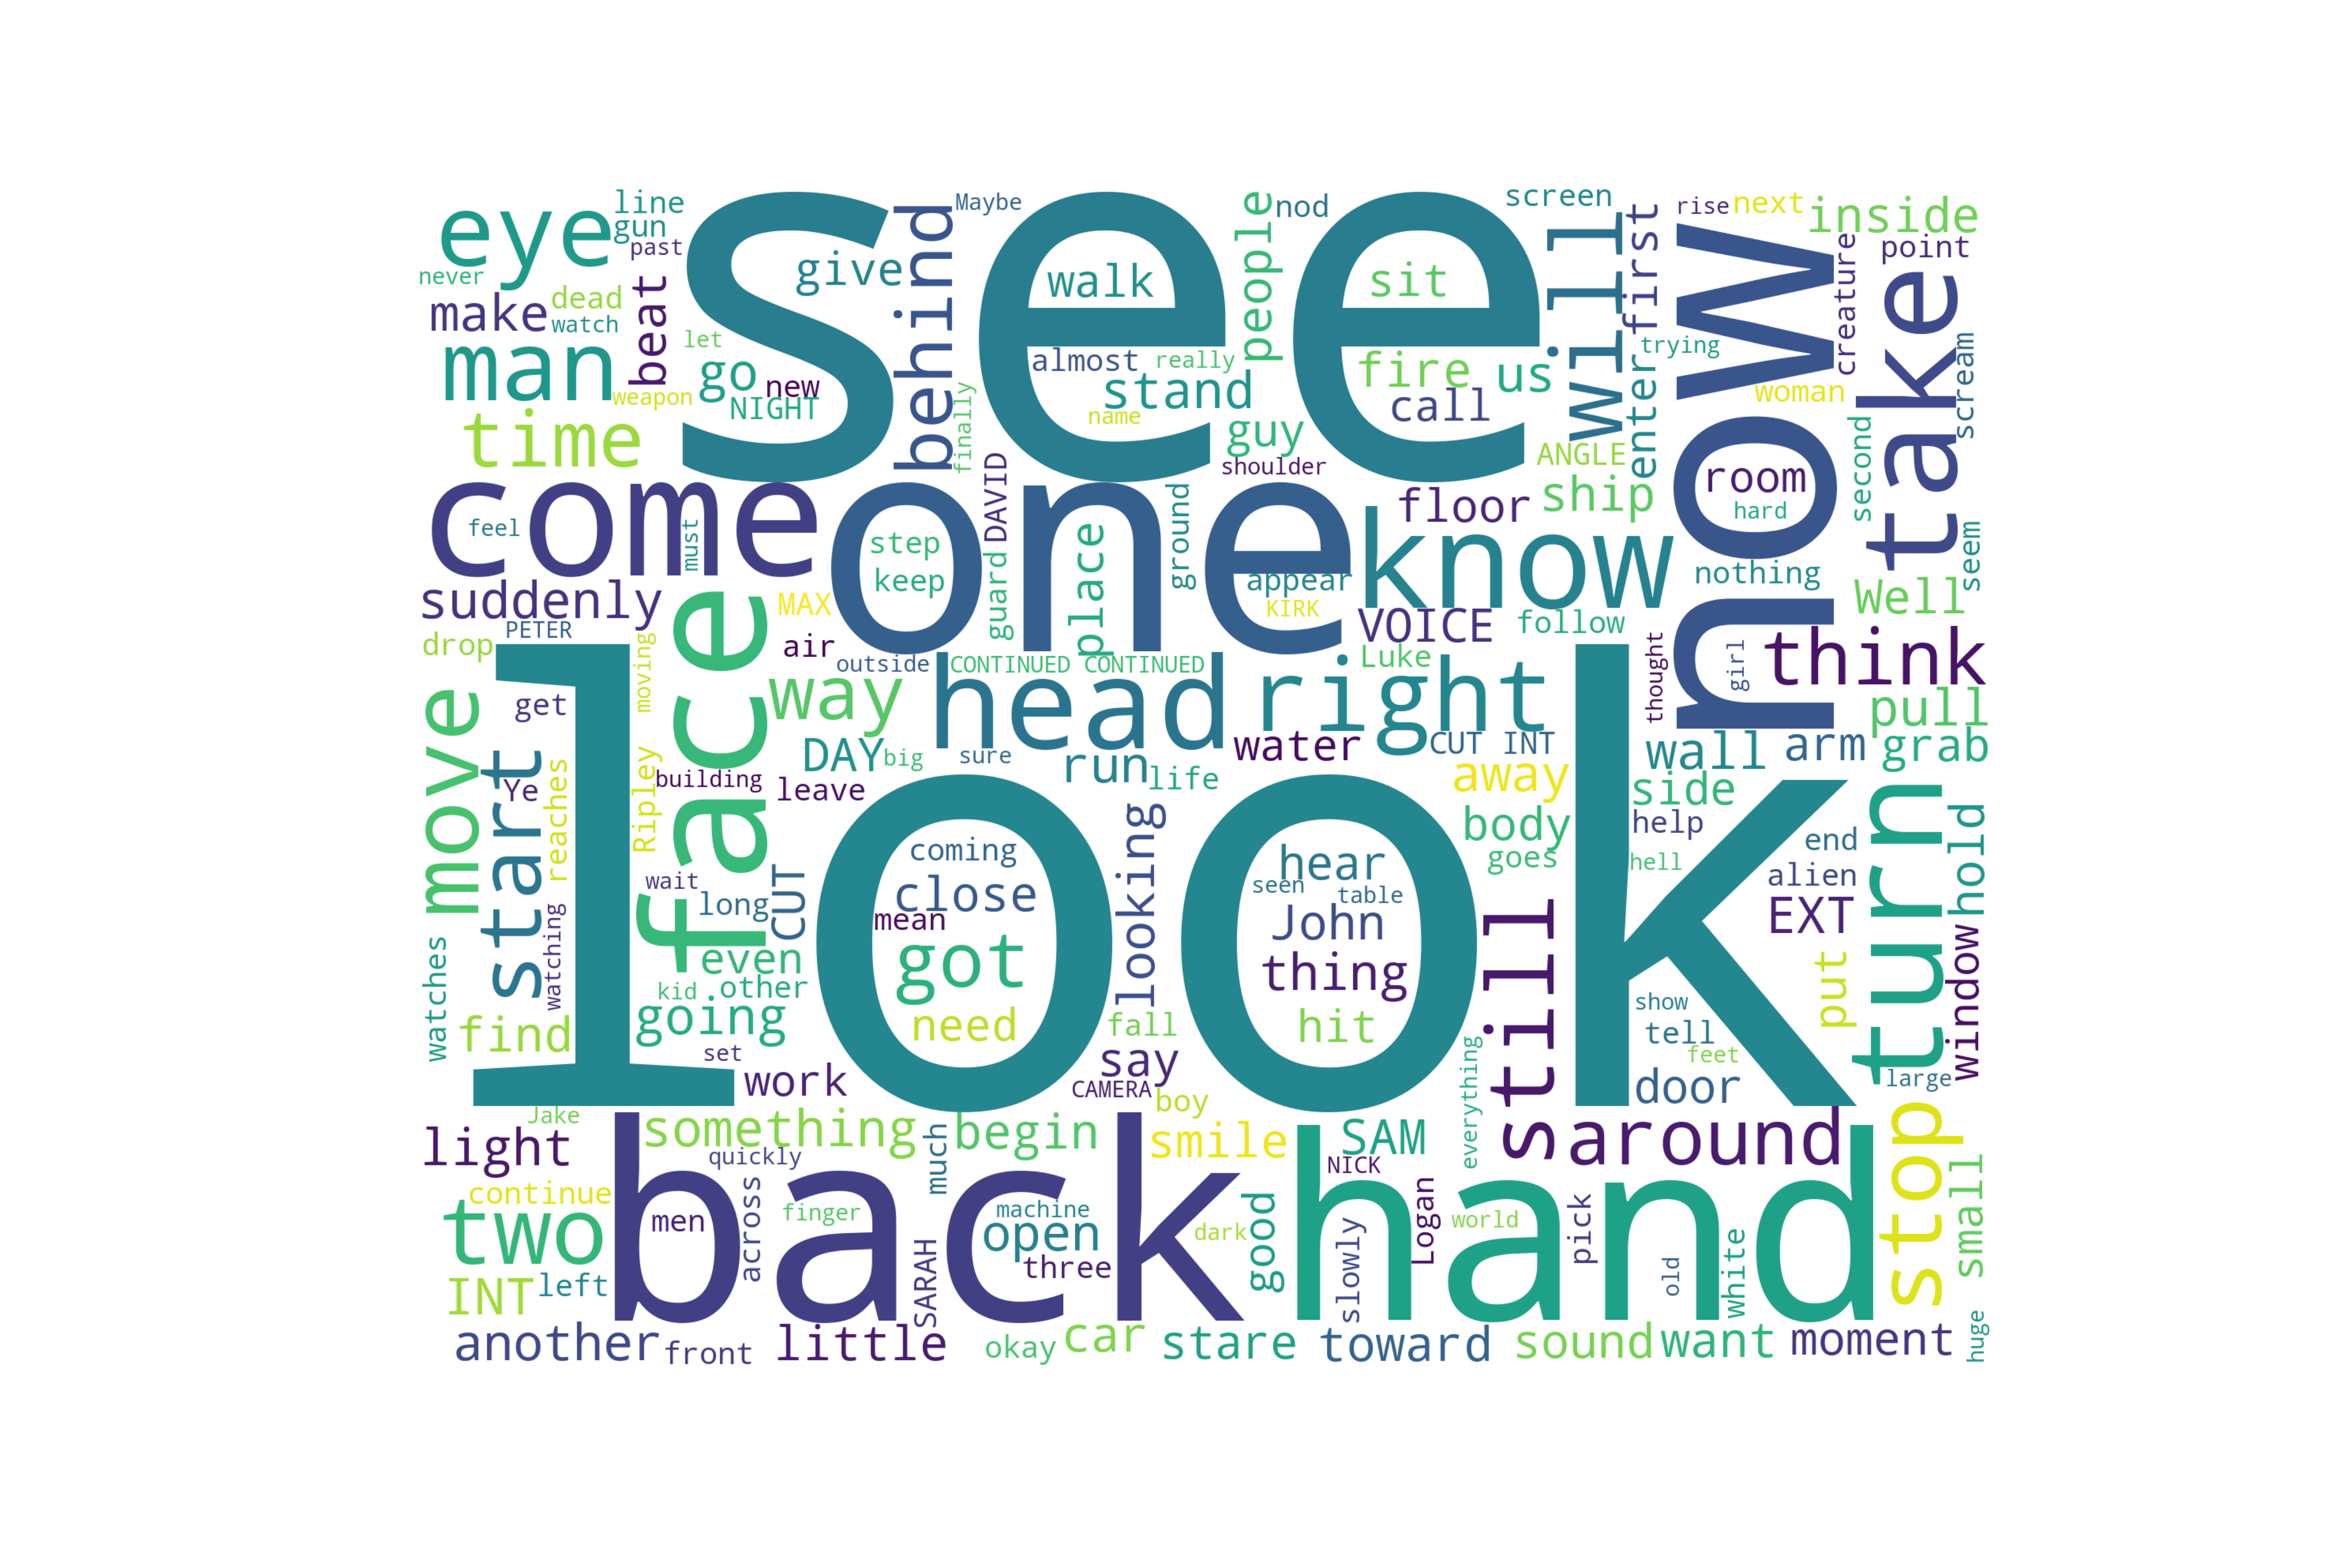 eye
line
gun
past
never
make
dead
watch
man
beat
weapon
time
see
give
let
go
new
NIGHT
behind
Maybe
finally
walk
almost
really
stand
name
people
nod
guy
shoulder
sit
fire
us
call
screen
will
first
enter
ANGLE
trying
rise
next
inside
point
creature
now
take
woman
scream
room
hard
second
seem
come
feel
must
one
step
keep
DAVID
guard
place
ground
appear
KIRK
floor
ship
know
nothing
Well
suddenly
PETER
drop
face
MAX
air
outside
CONTINUED CONTINUED
VOICE
follow
Luke
thought
girl
think
move
get
moving
way
head
right
pull
look
start
Ye
reaches
Ripley
building
DAY
big
leave
sure
run
life
water
CUT INT
away
wall
arm
grab
side
help
end
hell
alien
EXT
turn
hold
window
body
goes
wait
long
CUT
coming
close
mean
got
need
looking
hear
seen
table
John
thing
hit
still
put
show
tell
feet
door
large
watches
watching
find
even
kid
other
going
set
work
fall
say
CAMERA
boy
everything
Jake
light
something
quickly
begin
much
smile
SAM
NICK
around
stop
small
continue
two
men
back
across
finger
SARAH
machine
open
three
dark
good
slowly
Logan
world
hand
pick
old
white
INT
left
another
front
little
okay
car
stare
toward
sound
want
moment
huge